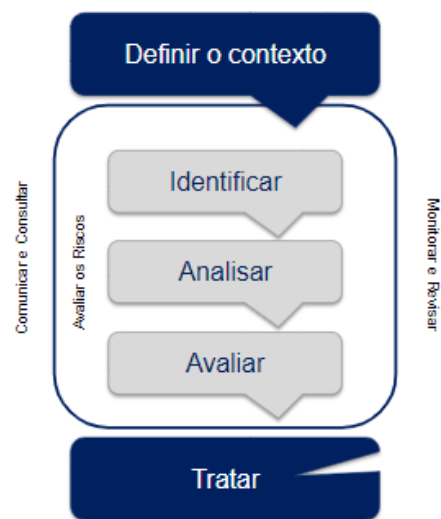 Definir o contexto
Comunicar e Consultar
Avaliar os Riscos
Identificar
Analisar
Avaliar
Monitorar e Revisar
Tratar